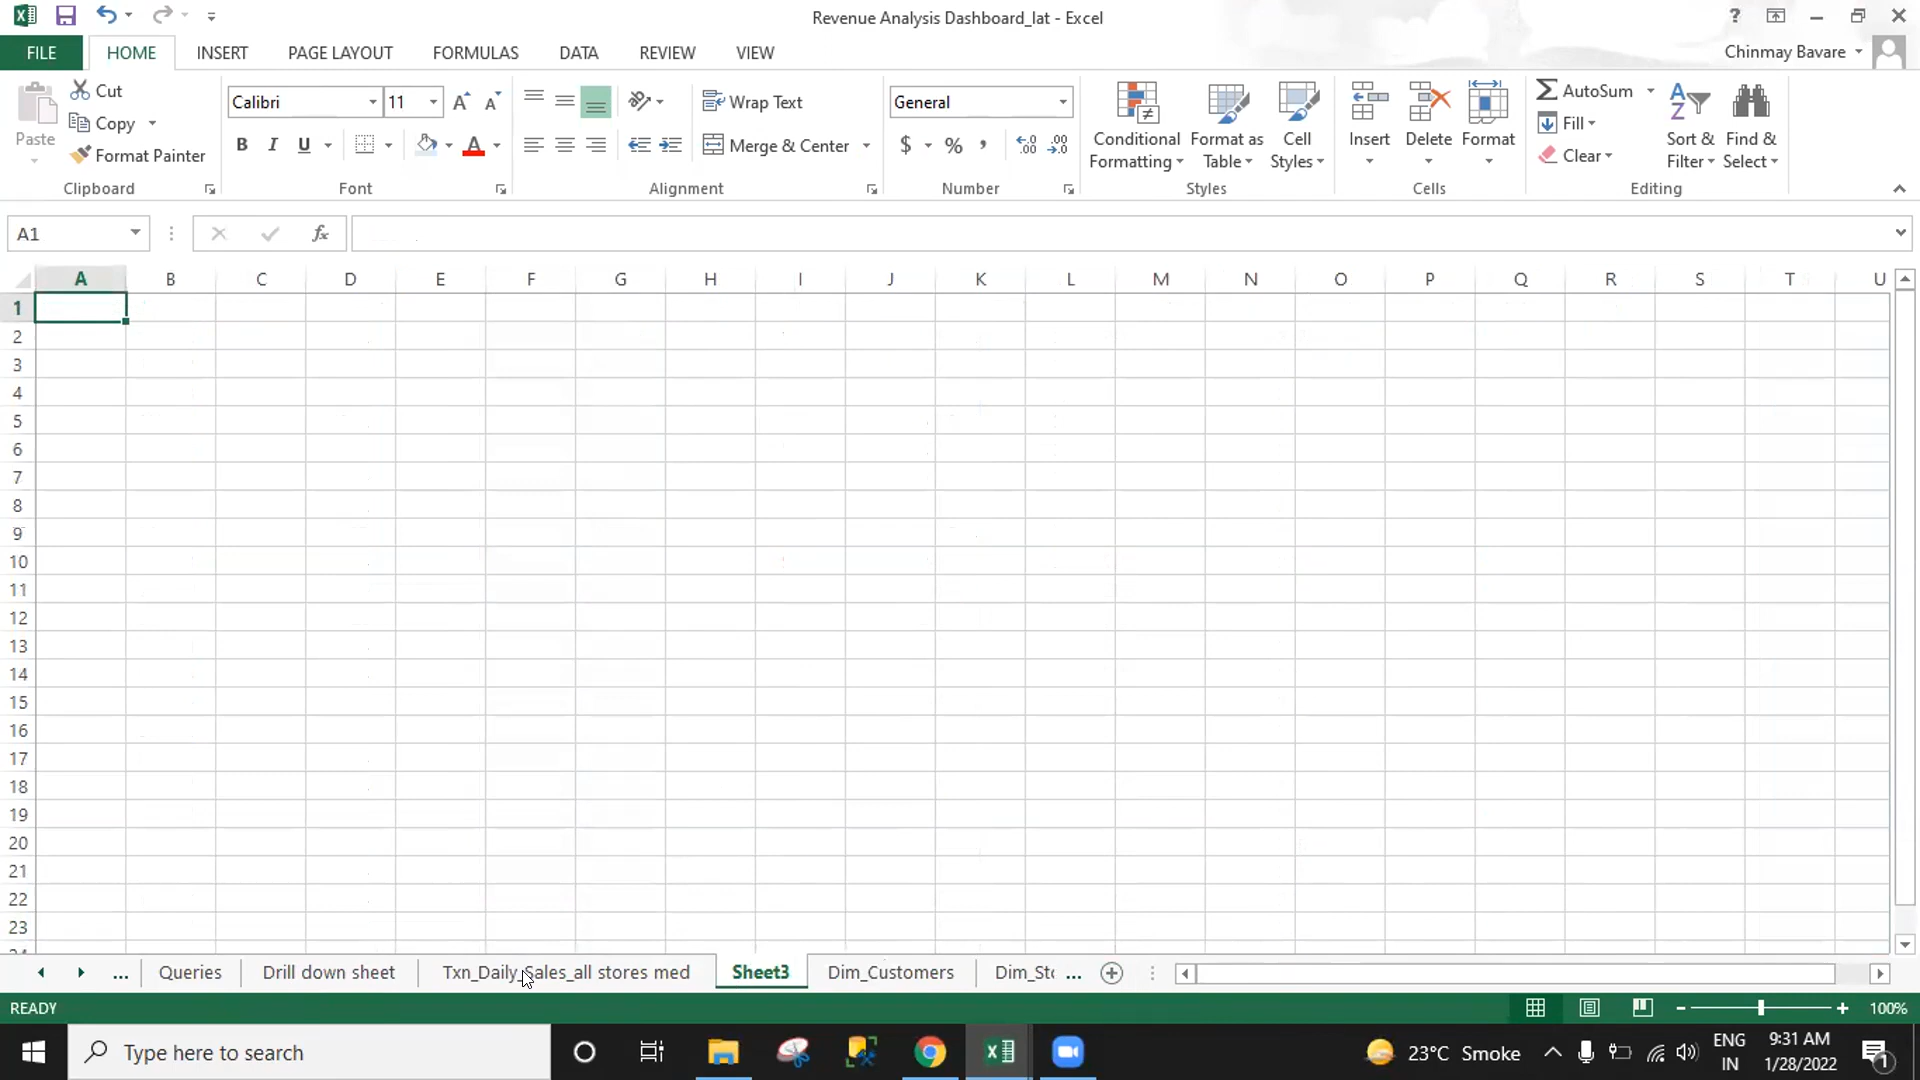 Revenue Analysis Dashboard_lat - Excel
?
FILE HOME INSERT PAGE LAYOUT FORMULAS DATA REVIEW VIEW
Chinmay Bavare
Paste
Cut
Copy
Format Painter
Clipboard
Calibri 11
B I U A
Font
Wrap Text
Merge & Center
Alignment
General
$ % ,
Number
Conditional Formatting
Format as Table
Cell Styles
Styles
Insert
Delete
Format
Cells
AutoSum
Fill
Clear
Sort & Filter
Find & Select
Editing
A1
fx
A B C D E F G H I J K L M N O P Q R S T U
1
2
3
4
5
6
7
8
9
10
11
12
13
14
15
16
17
18
19
20
21
22
23
... Queries Drill down sheet Txn_Daily_Sales_all stores med Sheet3 Dim_Customers Dim_Sto ...
READY
100%
Type here to search
23°C Smoke
ENG
IN
9:31 AM
1/28/2022
1